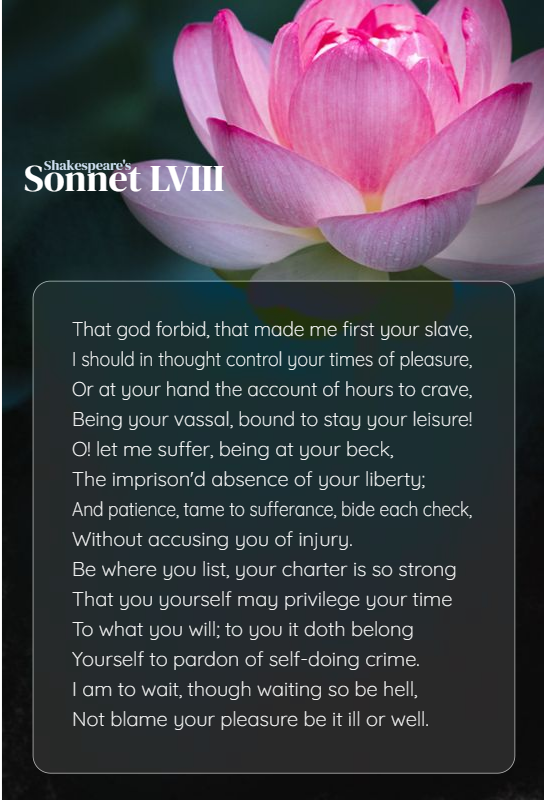 Shakespeare's
Sonnet LVIII
That god forbid, that made me first your slave,
I should in thought control your times of pleasure,
Or at your hand the account of hours to crave,
Being your vassal, bound to stay your leisure!
O! let me suffer, being at your beck,
The imprison'd absence of your liberty;
And patience, tame to sufferance, bide each check,
Without accusing you of injury.
Be where you list, your charter is so strong
That you yourself may privilege your time
To what you will; to you it doth belong
Yourself to pardon of self-doing crime.
I am to wait, though waiting so be hell,
Not blame your pleasure be it ill or well.